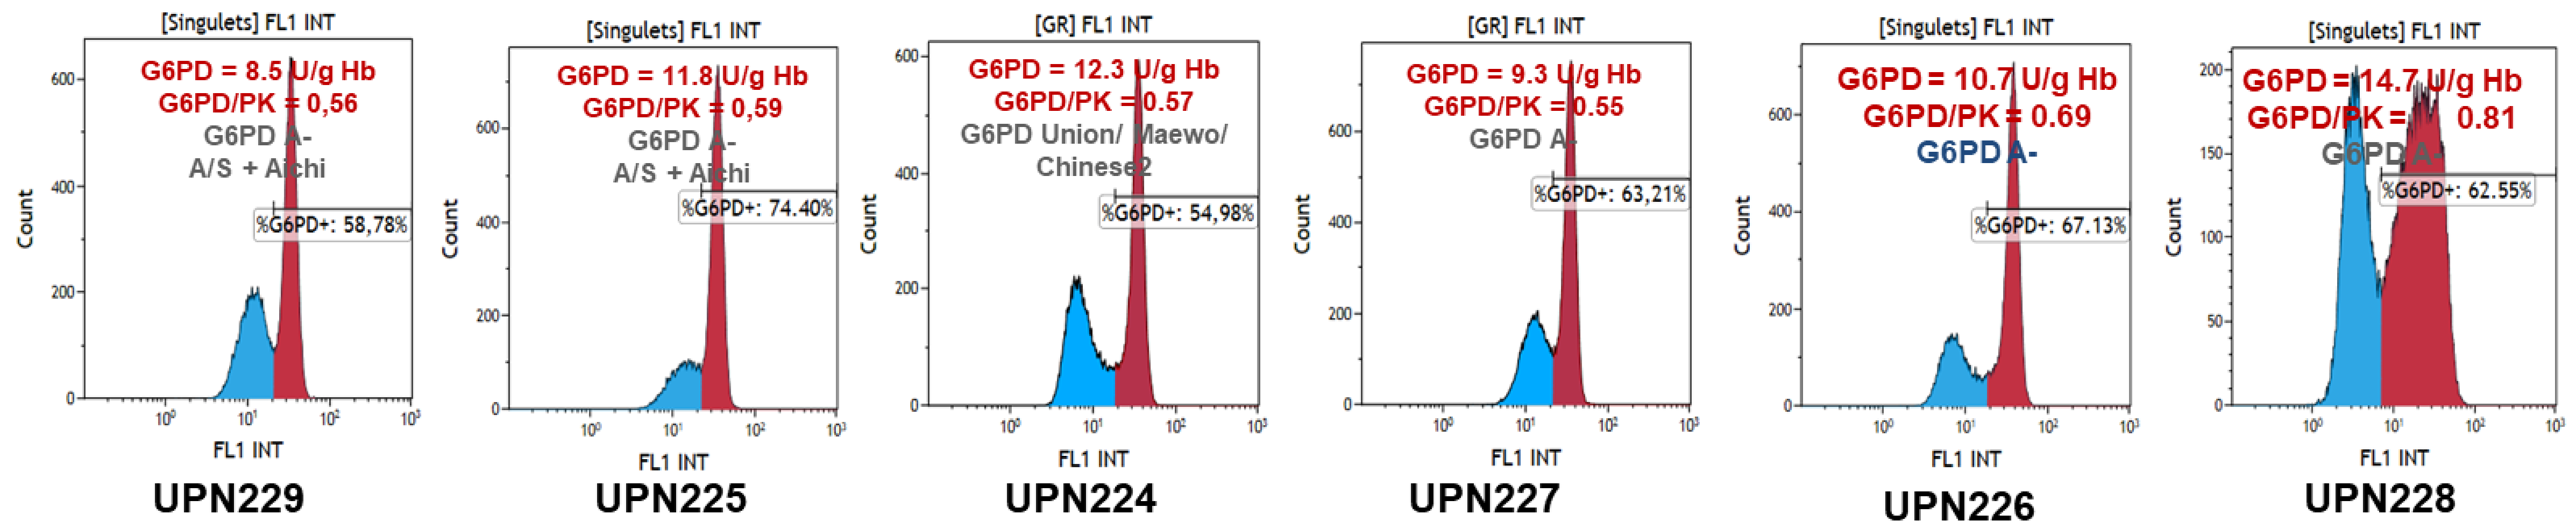 [Singulets] FL1 INT
G6PD = 8.5 U/g Hb
G6PD/PK = 0,56
G6PD A-
A/S + Aichi
%G6PD+: 58,78%
Count
600
400
200
0
10⁰ 10¹ 10² 10³
FL1 INT
UPN229
[Singulets] FL1 INT
G6PD = 11.8 U/g Hb
G6PD/PK = 0,59
G6PD A-
A/S + Aichi
%G6PD+: 74.40%
Count
600
400
200
0
10⁰ 10¹ 10² 10³
FL1 INT
UPN225
[GR] FL1 INT
G6PD = 12.3 U/g Hb
G6PD/PK = 0.57
G6PD Union/ Maewo/
Chinese2
%G6PD+: 54,98%
Count
600
400
200
0
10⁰ 10¹ 10² 10³
FL1 INT
UPN224
[GR] FL1 INT
G6PD = 9.3 U/g Hb
G6PD/PK = 0.55
G6PD A-
%G6PD+: 63,21%
Count
600
400
200
0
10⁰ 10¹ 10² 10³
FL1 INT
UPN227
[Singulets] FL1 INT
G6PD = 10.7 U/g Hb
G6PD/PK = 0.69
G6PD A-
%G6PD+: 67.13%
Count
600
400
200
0
10⁰ 10¹ 10² 10³
FL1 INT
UPN226
[Singulets] FL1 INT
G6PD = 14.7 U/g Hb
G6PD/PK = 0.81
G6PD A-
%G6PD+: 62.55%
Count
200
150
100
50
0
10⁰ 10¹ 10² 10³
FL1 INT
UPN228